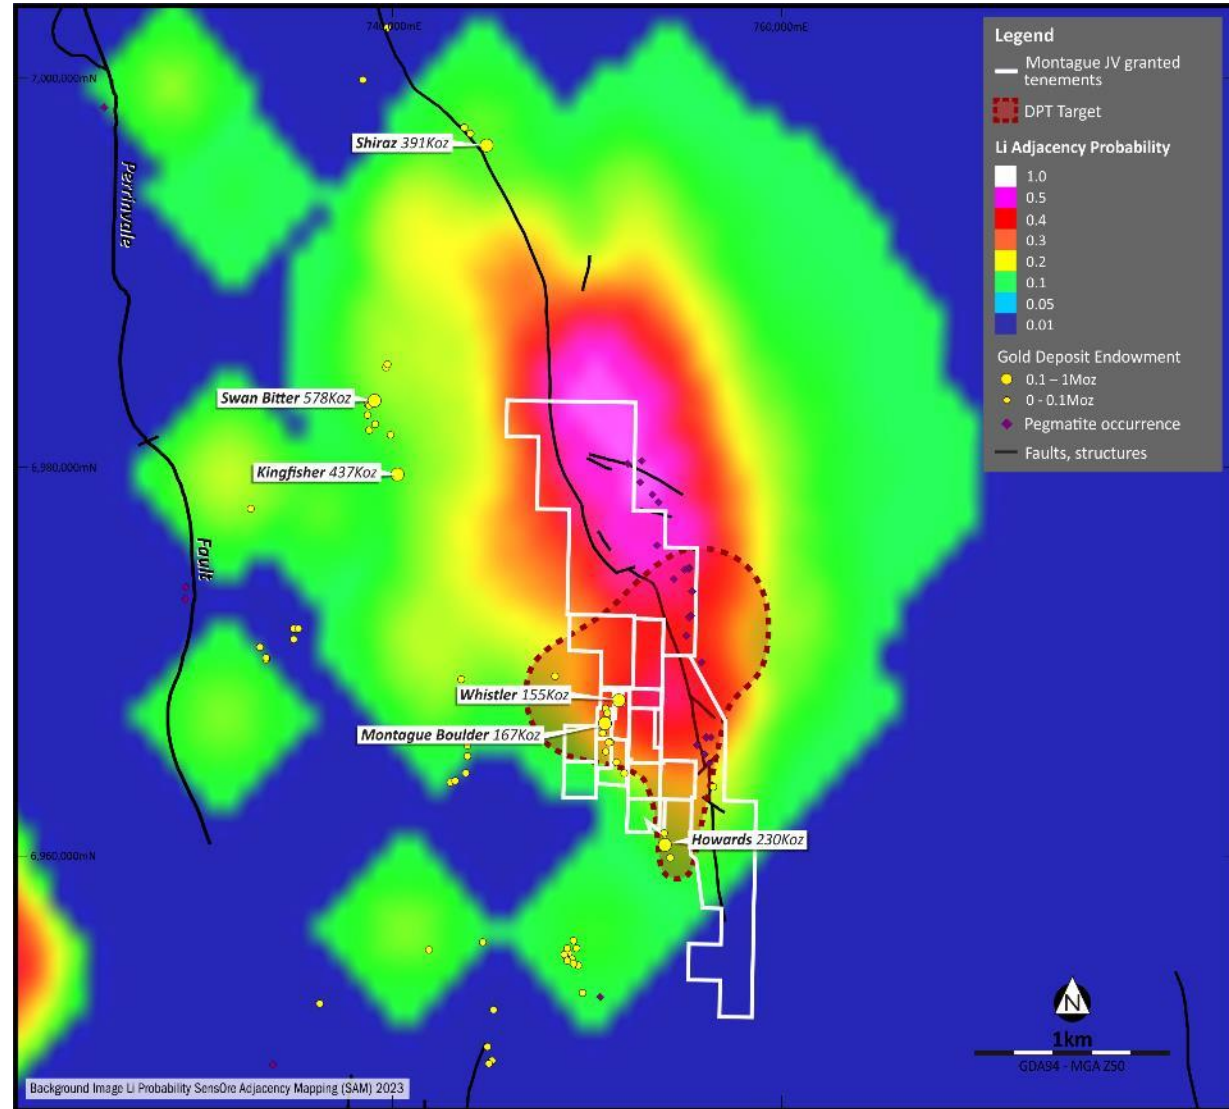 740,000mE
760,000mE
7,000,000mN
6,980,000mN
6,960,000mN
Legend
Montague JV granted
tenements
DPT Target
Li Adjacency Probability
1.0
0.5
0.4
0.3
0.2
0.1
0.05
0.01
Gold Deposit Endowment
0.1 – 1Moz
0 - 0.1Moz
Pegmatite occurrence
Faults, structures
Shiraz 391Koz
Perrinvale
Swan Bitter 578Koz
Kingfisher 437Koz
Fault
Whistler 155Koz
Montague Boulder 167Koz
Howards 230Koz
N
1km
GDA94 - MGA Z50
Background Image Li Probability SensOre Adjacency Mapping (SAM) 2023